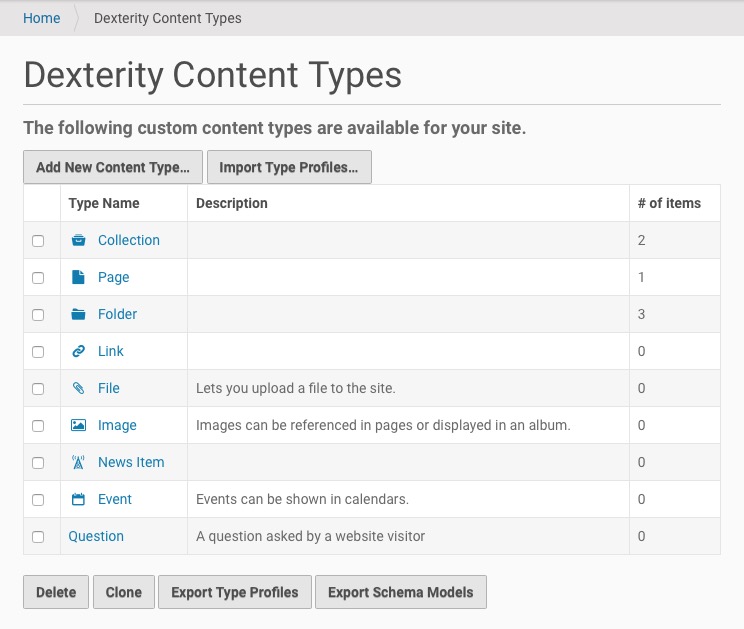 Home Dexterity Content Types
Dexterity Content Types
The following custom content types are available for your site.
Add New Content Type… Import Type Profiles…
Type Name Description # of items
Collection 2
Page 1
Folder 3
Link 0
File Lets you upload a file to the site. 0
Image Images can be referenced in pages or displayed in an album. 0
News Item 0
Event Events can be shown in calendars. 0
Question A question asked by a website visitor 0
Delete Clone Export Type Profiles Export Schema Models